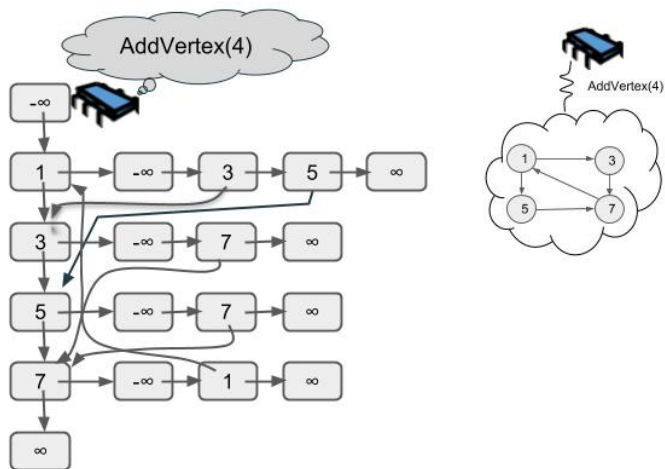 AddVertex(4)
-∞
1 -∞ 3 5 ∞
3 -∞ 7 ∞
5 -∞ 7 ∞
7 -∞ 1 ∞
∞
AddVertex(4)
1 3
5 7